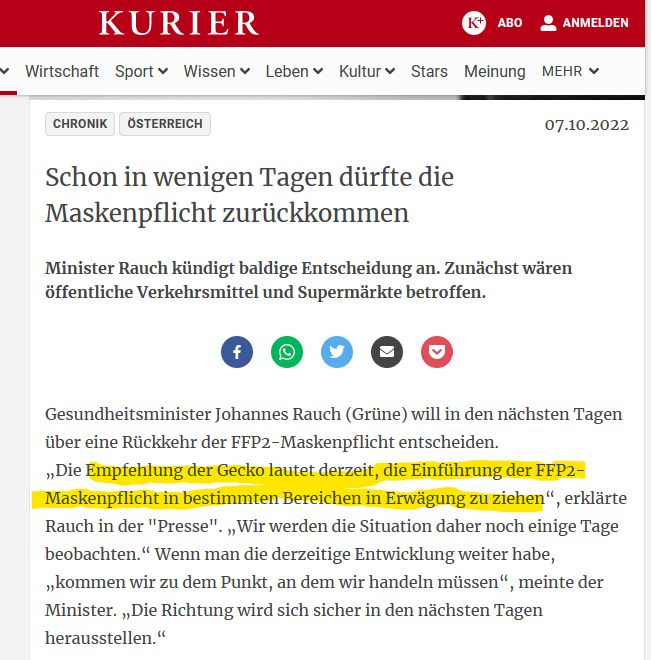 KURIER
K+ ABO ANMELDEN
Wirtschaft Sport Wissen Leben Kultur Stars Meinung MEHR
CHRONIK ÖSTERREICH 07.10.2022
Schon in wenigen Tagen dürfte die
Maskenpflicht zurückkommen
Minister Rauch kündigt baldige Entscheidung an. Zunächst wären
öffentliche Verkehrsmittel und Supermärkte betroffen.
Gesundheitsminister Johannes Rauch (Grüne) will in den nächsten Tagen
über eine Rückkehr der FFP2-Maskenpflicht entscheiden.
„Die Empfehlung der Gecko lautet derzeit, die Einführung der FFP2-
Maskenpflicht in bestimmten Bereichen in Erwägung zu ziehen“, erklärte
Rauch in der "Presse". „Wir werden die Situation daher noch einige Tage
beobachten.“ Wenn man die derzeitige Entwicklung weiter habe,
„kommen wir zu dem Punkt, an dem wir handeln müssen“, meinte der
Minister. „Die Richtung wird sich sicher in den nächsten Tagen
herausstellen.“